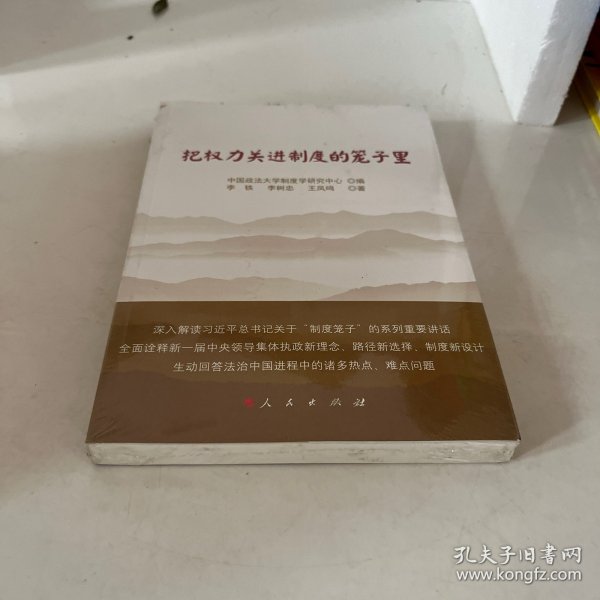 把权力关进制度的笼子里
中国政法大学制度学研究中心 ◎编
李 轶 李树忠 王凤鸣 ◎著
深入解读习近平总书记关于“制度笼子”的系列重要讲话
全面诠释新一届中央领导集体执政新理念、路径新选择、制度新设计
生动回答法治中国进程中的诸多热点、难点问题
人民出版社
孔夫子旧书网
www.kongfz.com